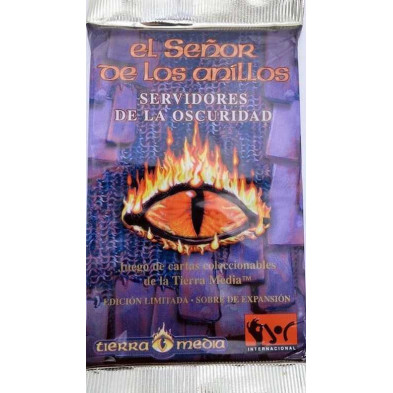 el Señor
de los anillos
SERVIDORES
DE LA OSCURIDAD
Juego de cartas coleccionables
de la Tierra Media™
EDICIÓN LIMITADA · SOBRE DE EXPANSIÓN
tierra media
INTERNACIONAL